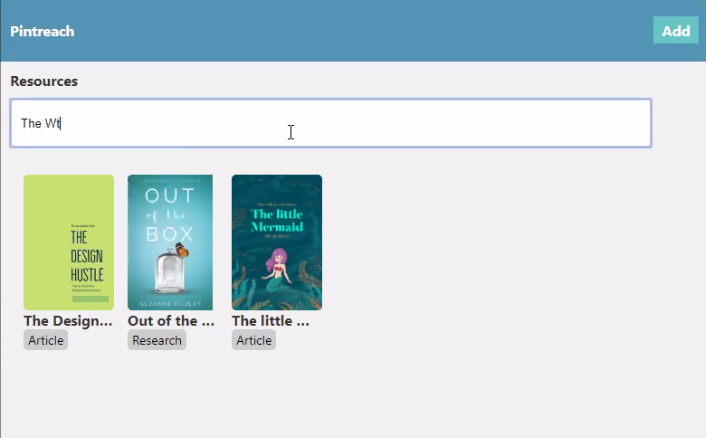 Pintreach
Add
Resources
The Wt
THE
DESIGN
HUSTLE
OUT
of the
BOX
SUZANNE DUDLEY
The little
Mermaid
The Design...
Out of the ...
The little ...
Article
Research
Article